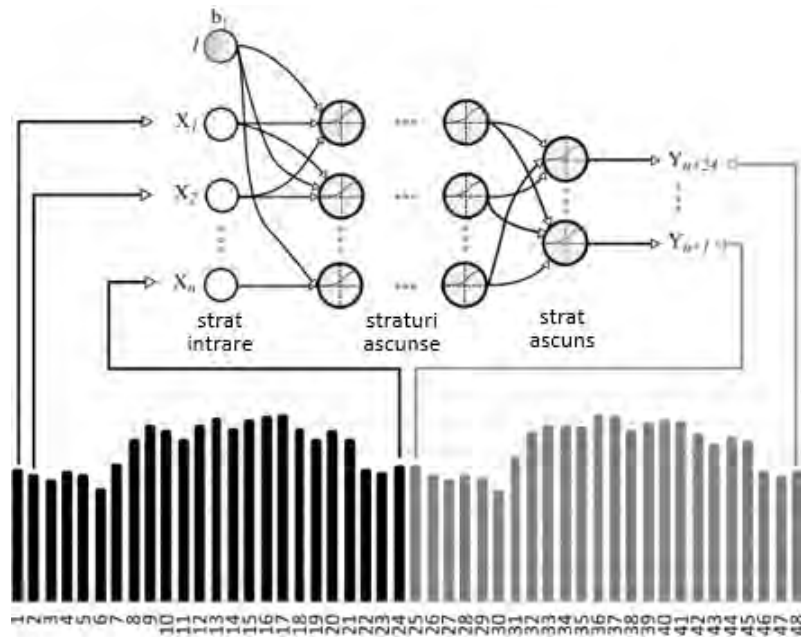 b
I
X1
X2
Xn
Yn+24
Yn+1
strat
intrare
straturi
ascunse
strat
ascuns
1 2 3 4 5 6 7 8 9 10 11 12 13 14 15 16 17 18 19 20 21 22 23 24 25 26 27 28 29 30 31 32 33 34 35 36 37 38 39 40 41 42 43 44 45 46 47 48